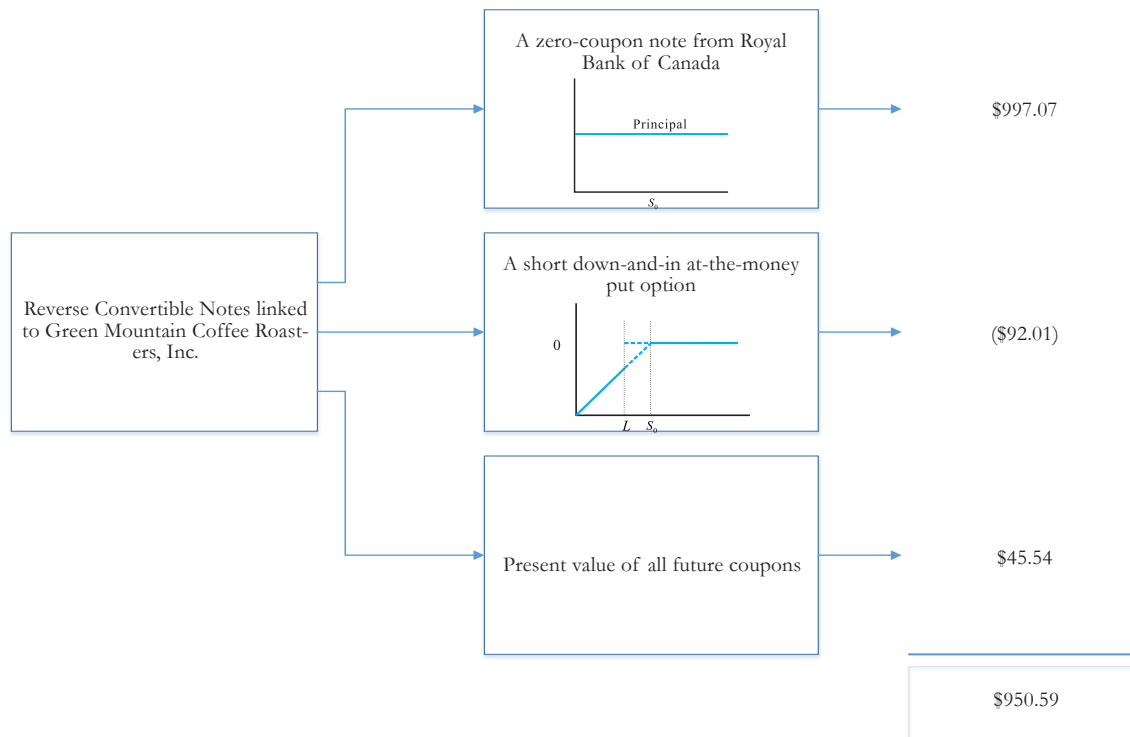 A zero-coupon note from Royal
Bank of Canada
Principal
S₀
$997.07
Reverse Convertible Notes linked
to Green Mountain Coffee Roast-
ers, Inc.
A short down-and-in at-the-money
put option
0
L S₀
($92.01)
Present value of all future coupons
$45.54
$950.59